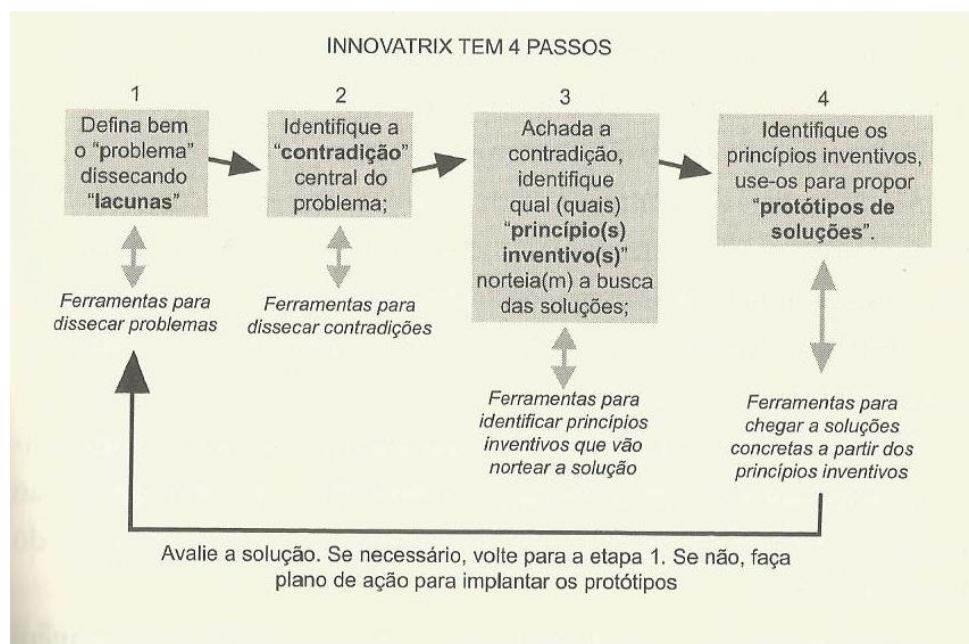 INNOVATRIX TEM 4 PASSOS
1
Defina bem
o "problema"
dissecando
"lacunas"
Ferramentas para
dissecar problemas
2
Identifique a
"contradição"
central do
problema;
Ferramentas para
dissecar contradições
3
Achada a
contradição,
identifique
qual (quais)
"princípio(s)
inventivo(s)"
norteia(m) a busca
das soluções;
Ferramentas para
identificar princípios
inventivos que vão
nortear a solução
4
Identifique os
princípios inventivos,
use-os para propor
"protótipos de
soluções".
Ferramentas para
chegar a soluções
concretas a partir dos
princípios inventivos
Avalie a solução. Se necessário, volte para a etapa 1. Se não, faça
plano de ação para implantar os protótipos